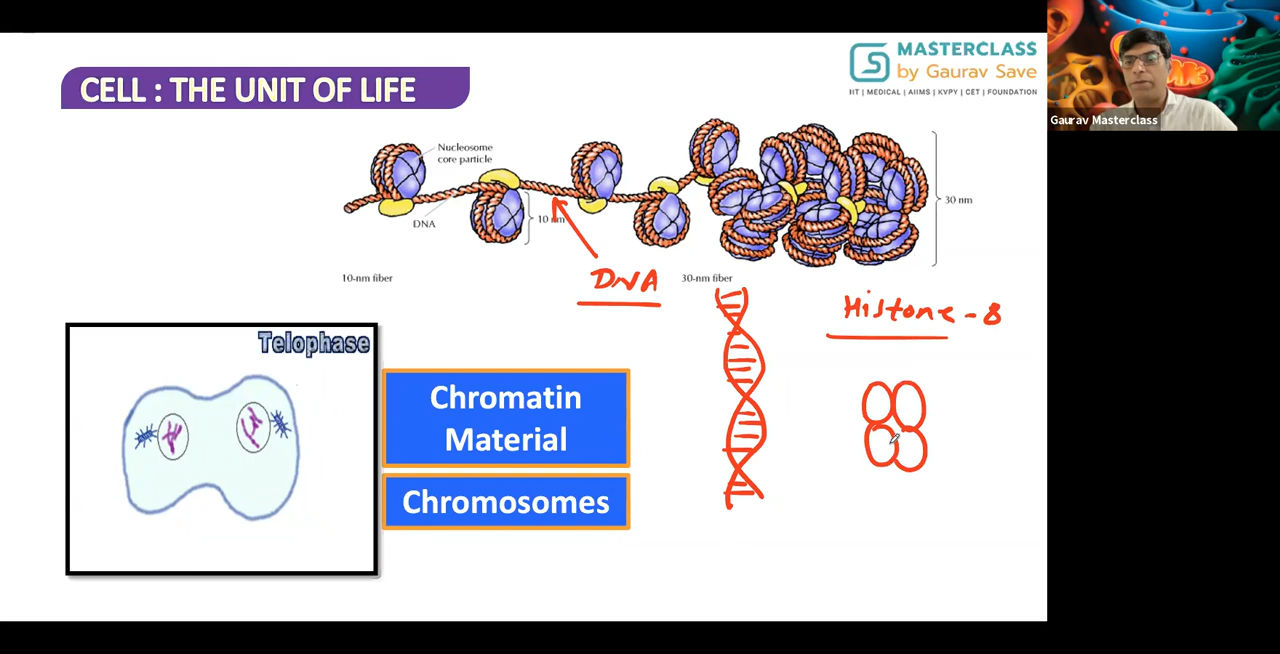 MASTERCLASS
by Gaurav Save
IIT | MEDICAL | AIIMS | KVPY | CET | FOUNDATION
Gaurav Masterclass
CELL : THE UNIT OF LIFE
Nucleosome
core particle
DNA
10 nm
30 nm
10-nm fiber
30-nm fiber
DNA
Histone - 8
Telophase
Chromatin
Material
Chromosomes